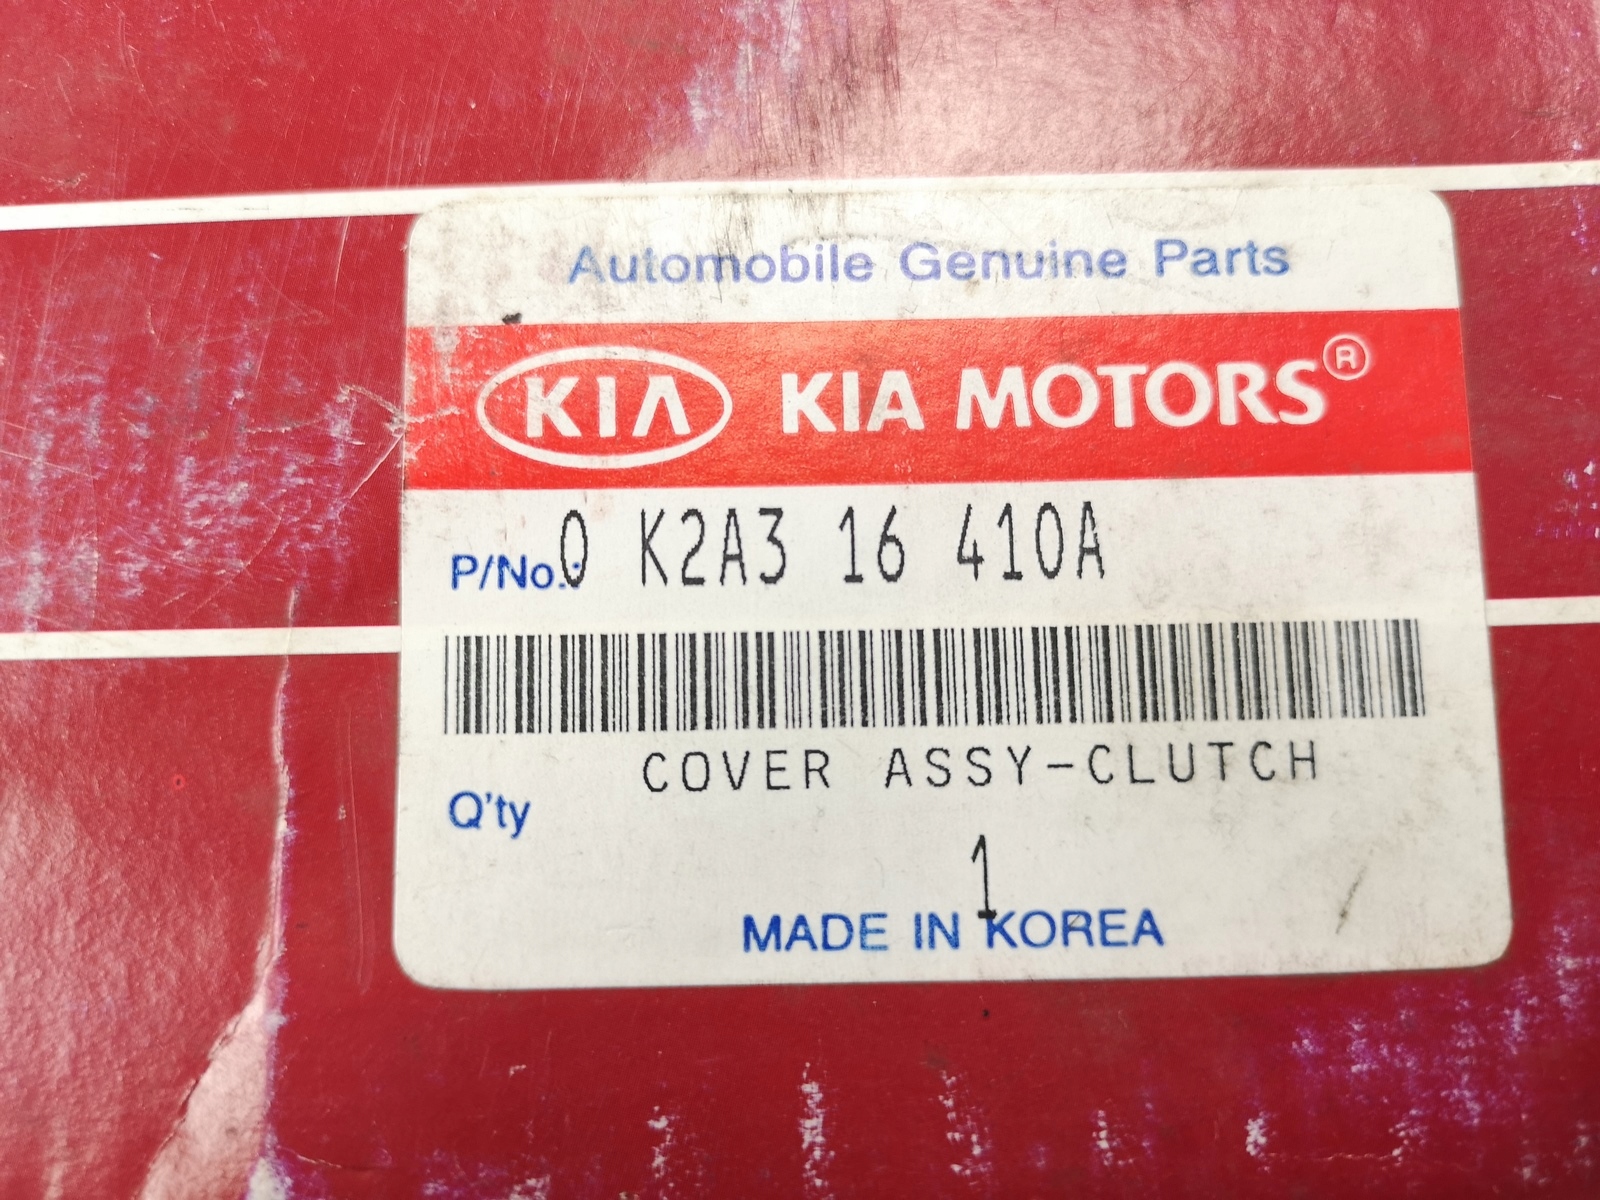 Automobile Genuine Parts
KIA KIA MOTORS®
P/No.: 0 K2A3 16 410A
COVER ASSY-CLUTCH
Q'ty
1
MADE IN KOREA